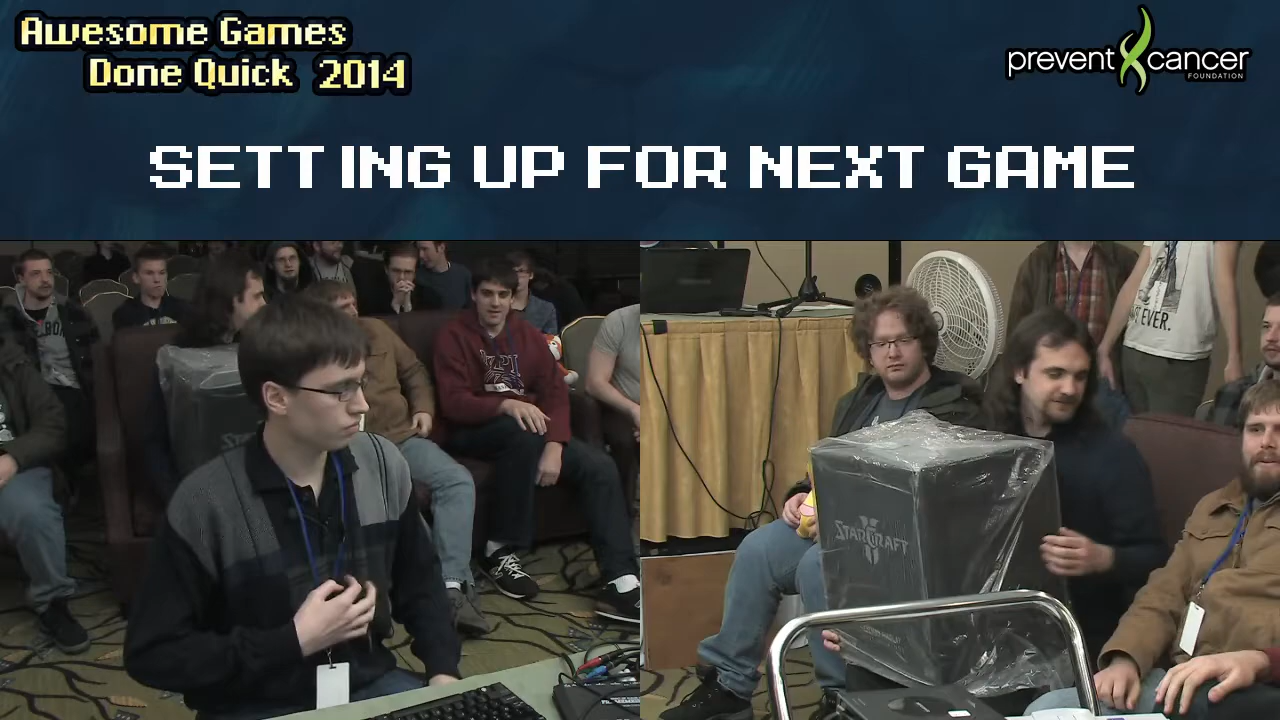 Awesome Games
Done Quick 2014
prevent cancer
FOUNDATION
SETTING UP FOR NEXT GAME
EVER.
STARCRAFT
II